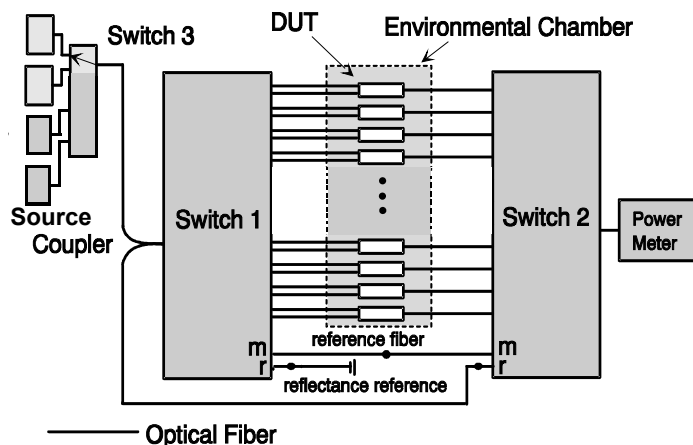 Switch 3
DUT
Environmental Chamber
Source
Coupler
Switch 1
Switch 2
Power
Meter
m
reference fiber
m
r
reflectance reference
r
Optical Fiber